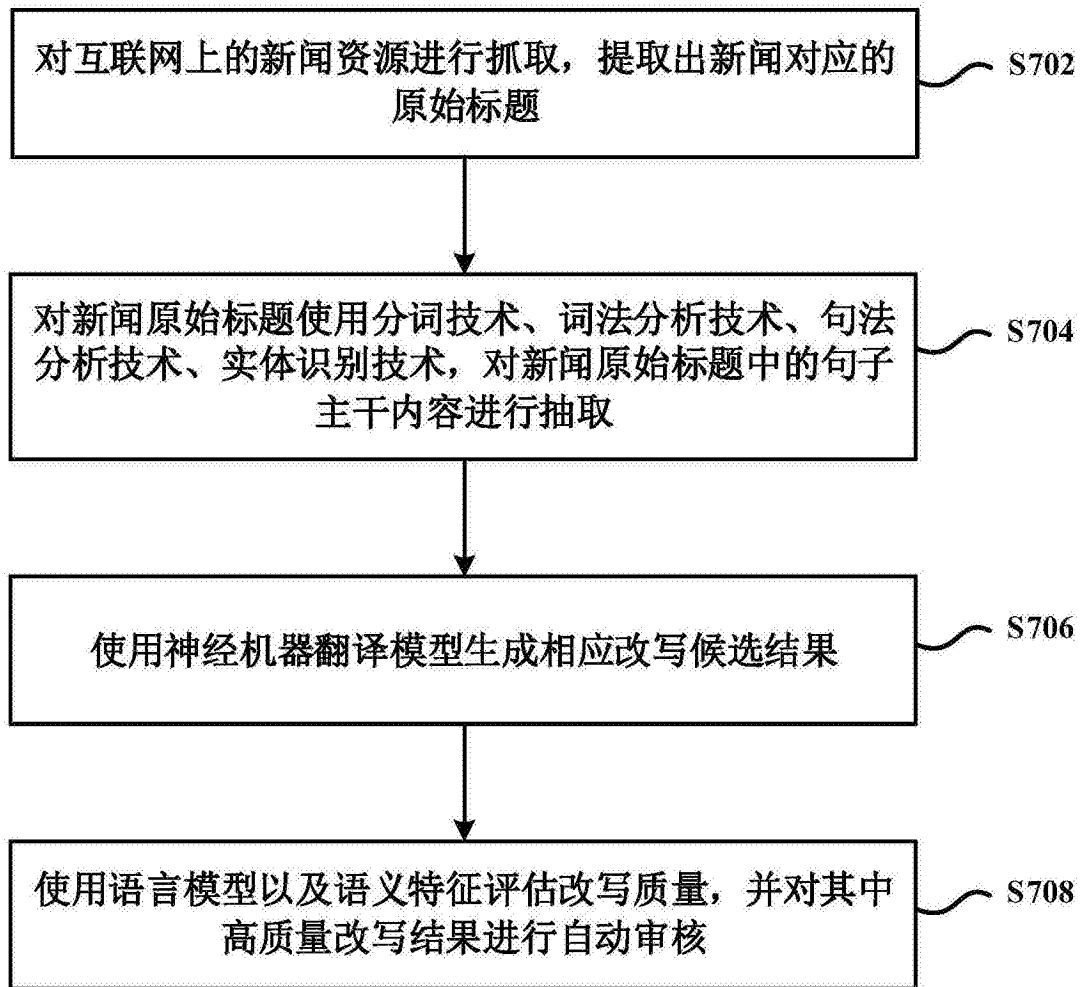 对互联网上的新闻资源进行抓取，提取出新闻对应的
原始标题
S702
对新闻原始标题使用分词技术、词法分析技术、句法
分析技术、实体识别技术，对新闻原始标题中的句子
主干内容进行抽取
S704
使用神经机器翻译模型生成相应改写候选结果
S706
使用语言模型以及语义特征评估改写质量，并对其中
高质量改写结果进行自动审核
S708